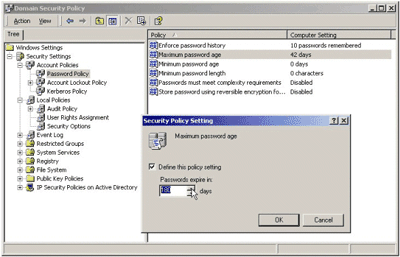 Domain Security Policy
Action View
Tree
Policy Computer Setting
Windows Settings
Security Settings
Account Policies
Password Policy
Account Lockout Policy
Kerberos Policy
Local Policies
Audit Policy
User Rights Assignment
Security Options
Event Log
Restricted Groups
System Services
Registry
File System
Public Key Policies
IP Security Policies on Active Directory
Enforce password history 10 passwords remembered
Maximum password age 42 days
Minimum password age 0 days
Minimum password length 0 characters
Passwords must meet complexity requirements Disabled
Store password using reversible encryption fo... Disabled
Security Policy Setting
Maximum password age
Define this policy setting
Passwords expire in:
180 days
OK Cancel